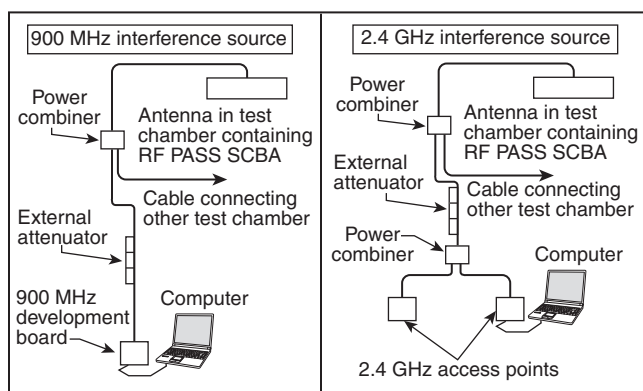 900 MHz interference source
Power
combiner
Antenna in test
chamber containing
RF PASS SCBA
Cable connecting
other test chamber
External
attenuator
900 MHz
development
board
Computer
2.4 GHz interference source
Power
combiner
Antenna in test
chamber containing
RF PASS SCBA
External
attenuator
Cable connecting
other test chamber
Power
combiner
Computer
2.4 GHz access points